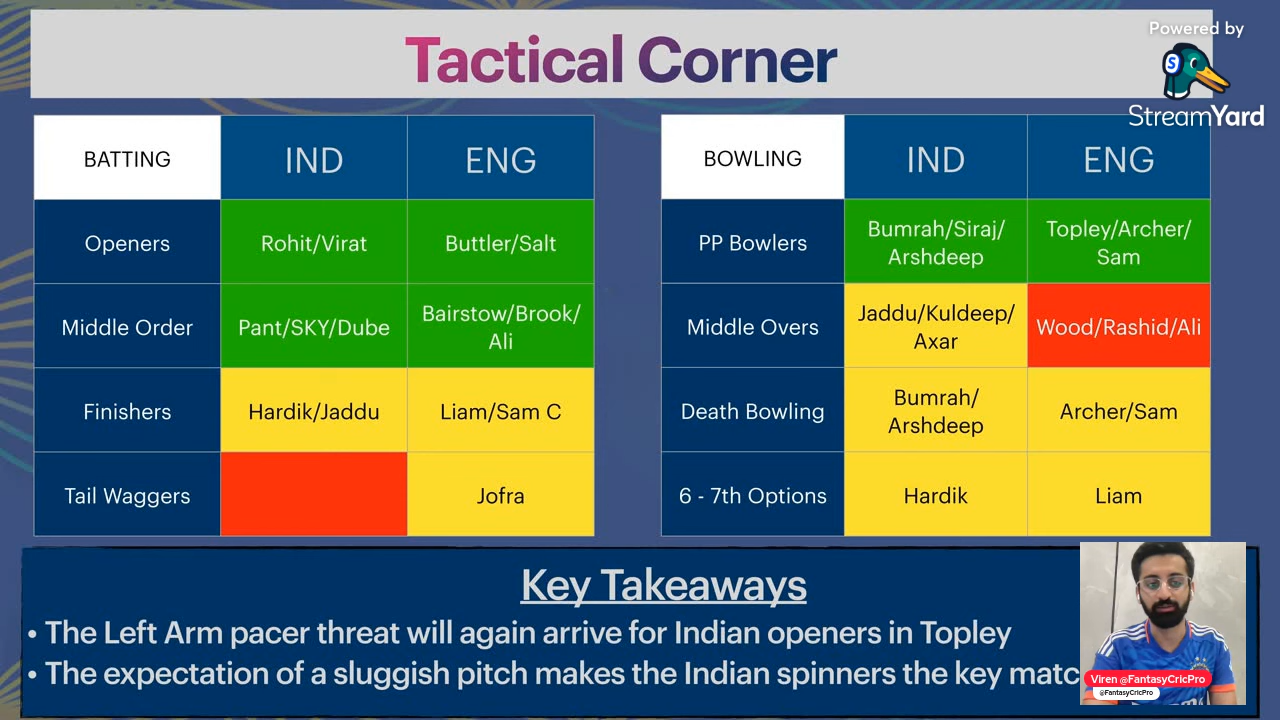 Tactical Corner
Powered by
StreamYard
BATTING IND ENG
Openers Rohit/Virat Buttler/Salt
Middle Order Pant/SKY/Dube Bairstow/Brook/
Ali
Finishers Hardik/Jaddu Liam/Sam C
Tail Waggers Jofra
BOWLING IND ENG
PP Bowlers Bumrah/Siraj/ Topley/Archer/
Arshdeep Sam
Middle Overs Jaddu/Kuldeep/ Wood/Rashid/Ali
Axar
Death Bowling Bumrah/ Archer/Sam
Arshdeep
6 - 7th Options Hardik Liam
Key Takeaways
• The Left Arm pacer threat will again arrive for Indian openers in Topley
• The expectation of a sluggish pitch makes the Indian spinners the key matc
Viren @FantasyCricPro
@FantasyCricPro